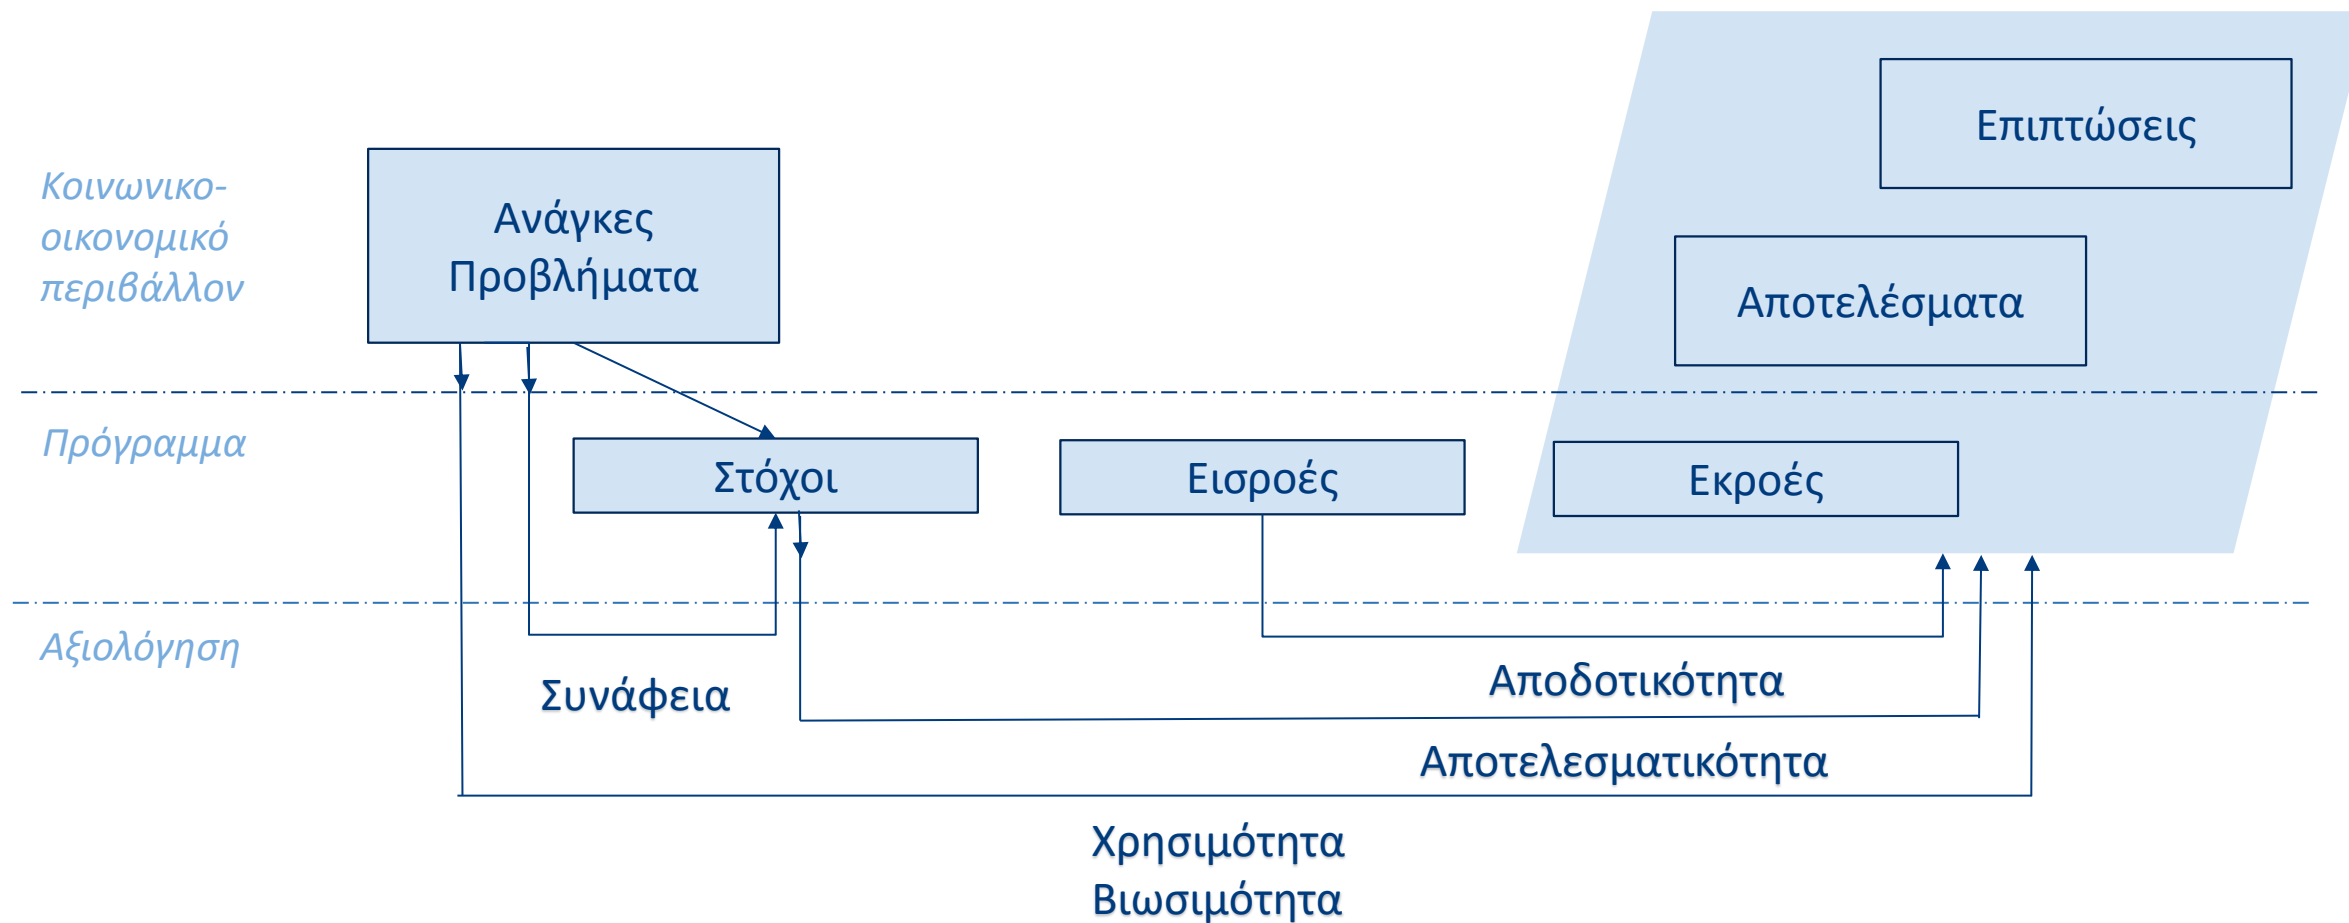 Επιπτώσεις
Κοινωνικο-
οικονομικό
περιβάλλον
Ανάγκες
Προβλήματα
Αποτελέσματα
Πρόγραμμα
Στόχοι
Εισροές
Εκροές
Αξιολόγηση
Συνάφεια
Αποδοτικότητα
Αποτελεσματικότητα
Χρησιμότητα
Βιωσιμότητα